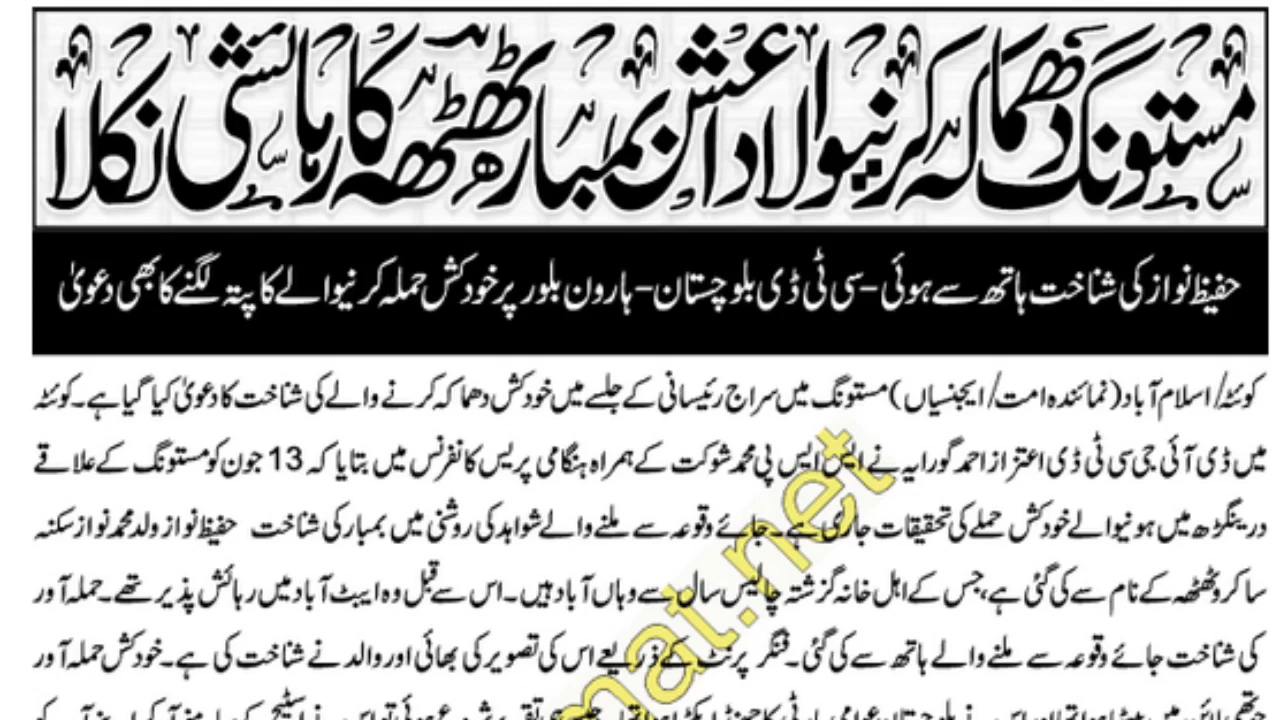 مستونگ دھماکہ کرنیوالا داعش بمبار ٹھٹھہ کا رہائشی نکلا
حفیظ نواز کی شناخت ہاتھ سے ہوئی-سی ٹی ڈی بلوچستان-ہارون بلور پر خودکش حملہ کرنیوالے کا پتہ لگنے کا بھی دعویٰ
کوئٹہ/اسلام آباد (نمائندہ امت/ایجنسیاں) مستونگ میں سراج رئیسانی کے جلسے میں خودکش دھماکہ کرنے والے کی شناخت کا دعویٰ کیا گیا ہے۔ کوئٹہ
میں ڈی آئی جی سی ٹی ڈی اعتزاز احمد گورایہ نے ایس ایس پی محمد شوکت کے ہمراہ ہنگامی پریس کانفرنس میں بتایا کہ 13 جون کو مستونگ کے علاقے
درینگڑھ میں ہونیوالے خودکش حملے کی تحقیقات جاری ہے۔ جائے وقوعہ سے ملنے والے شواہد کی روشنی میں بمبار کی شناخت حفیظ نواز ولد محمد نواز سکنہ
ساکرو ٹھٹھہ کے نام سے کی گئی ہے، جس کے اہل خانہ گزشتہ چالیس سال سے وہاں آباد ہیں۔ اس سے قبل وہ ایبٹ آباد میں رہائش پذیر تھے۔ حملہ آور
کی شناخت جائے وقوعہ سے ملنے والے ہاتھ سے کی گئی۔ فنگر پرنٹ کے ذریعے اس کی تصویر کی بھائی اور والد نے شناخت کی ہے۔ خودکش حملہ آور
mat.net